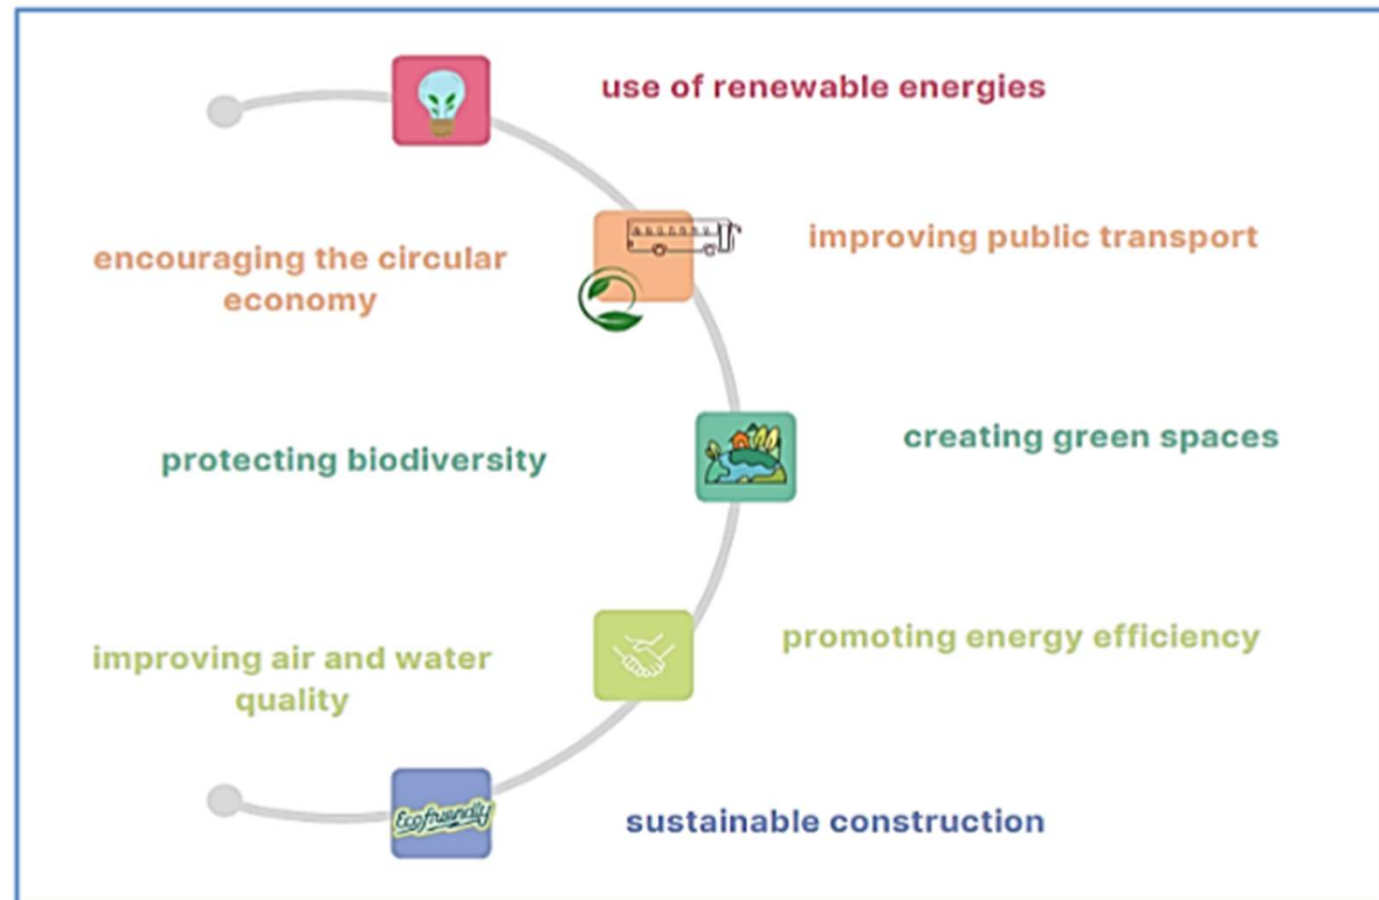 use of renewable energies
improving public transport
encouraging the circular
economy
creating green spaces
protecting biodiversity
promoting energy efficiency
improving air and water
quality
Ecofriendly
sustainable construction